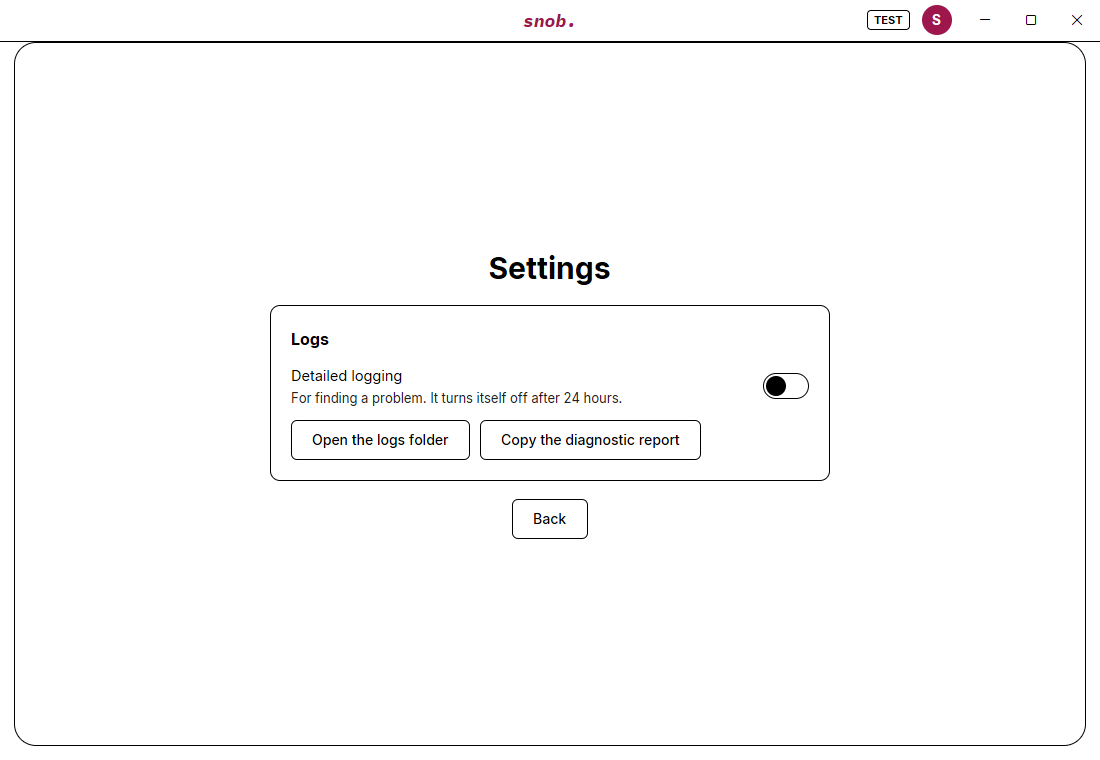 snob.
TEST
S
Settings
Logs
Detailed logging
For finding a problem. It turns itself off after 24 hours.
Open the logs folder
Copy the diagnostic report
Back